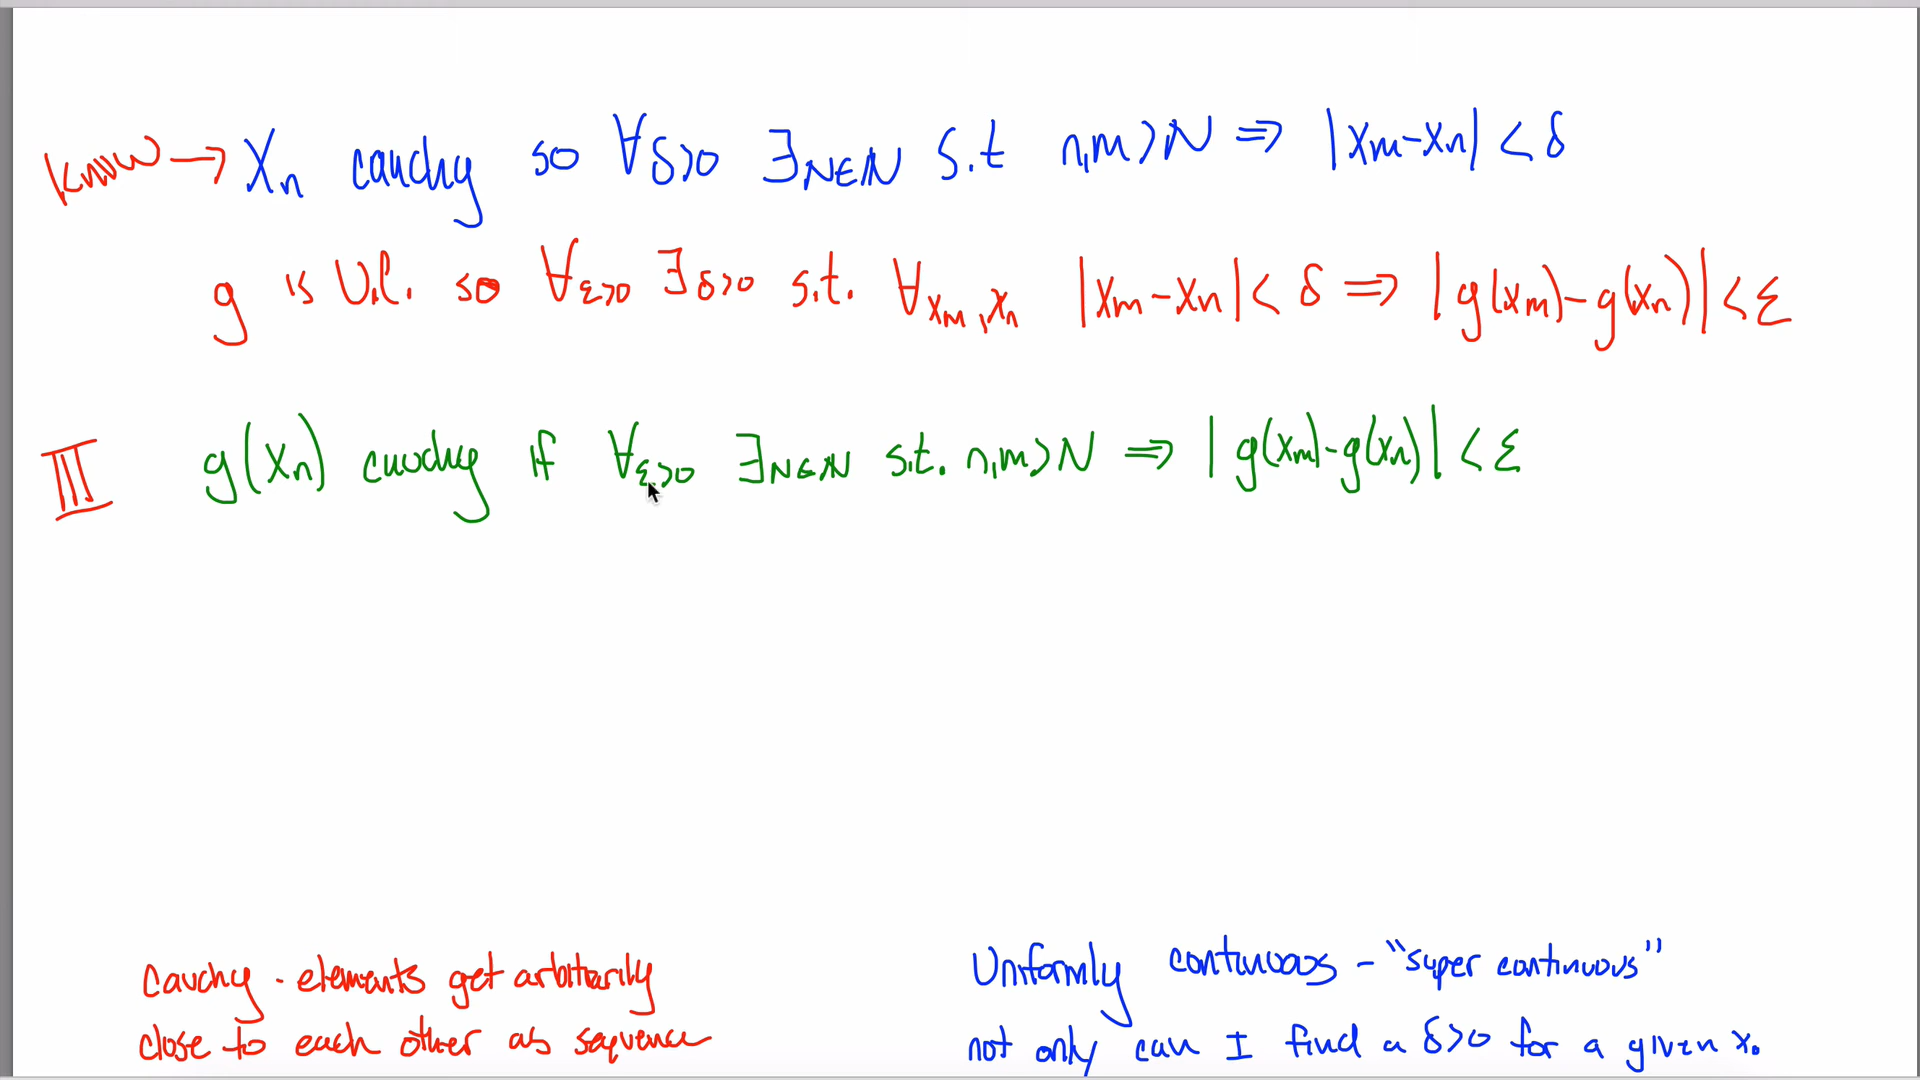 know → Xn cauchy so ∀δ>0 ∃N∈ℕ s.t n,m>N ⇒ |xm-xn| < δ
g is U.C. so ∀ε>0 ∃δ>0 s.t. ∀xm,xn |xm-xn| < δ ⇒ |g(xm)-g(xn)| < ε
III g(xn) cauchy if ∀ε>0 ∃N∈ℕ s.t. n,m>N ⇒ |g(xm)-g(xn)| < ε
cauchy - elements get arbitrarily
close to each other as sequence
Uniformly continuous - "super continuous"
not only can I find a δ>0 for a given x.